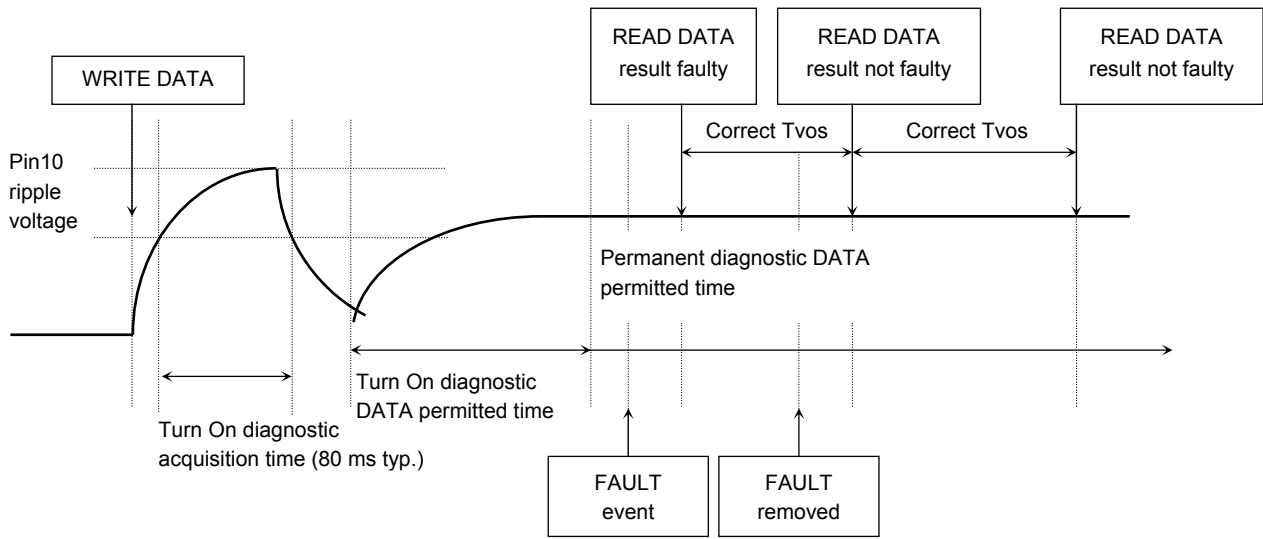 READ DATA
result faulty
READ DATA
result not faulty
READ DATA
result not faulty
WRITE DATA
Correct Tvos
Correct Tvos
Pin10
ripple
voltage
Permanent diagnostic DATA
permitted time
Turn On diagnostic
DATA permitted time
Turn On diagnostic
acquisition time (80 ms typ.)
FAULT
event
FAULT
removed